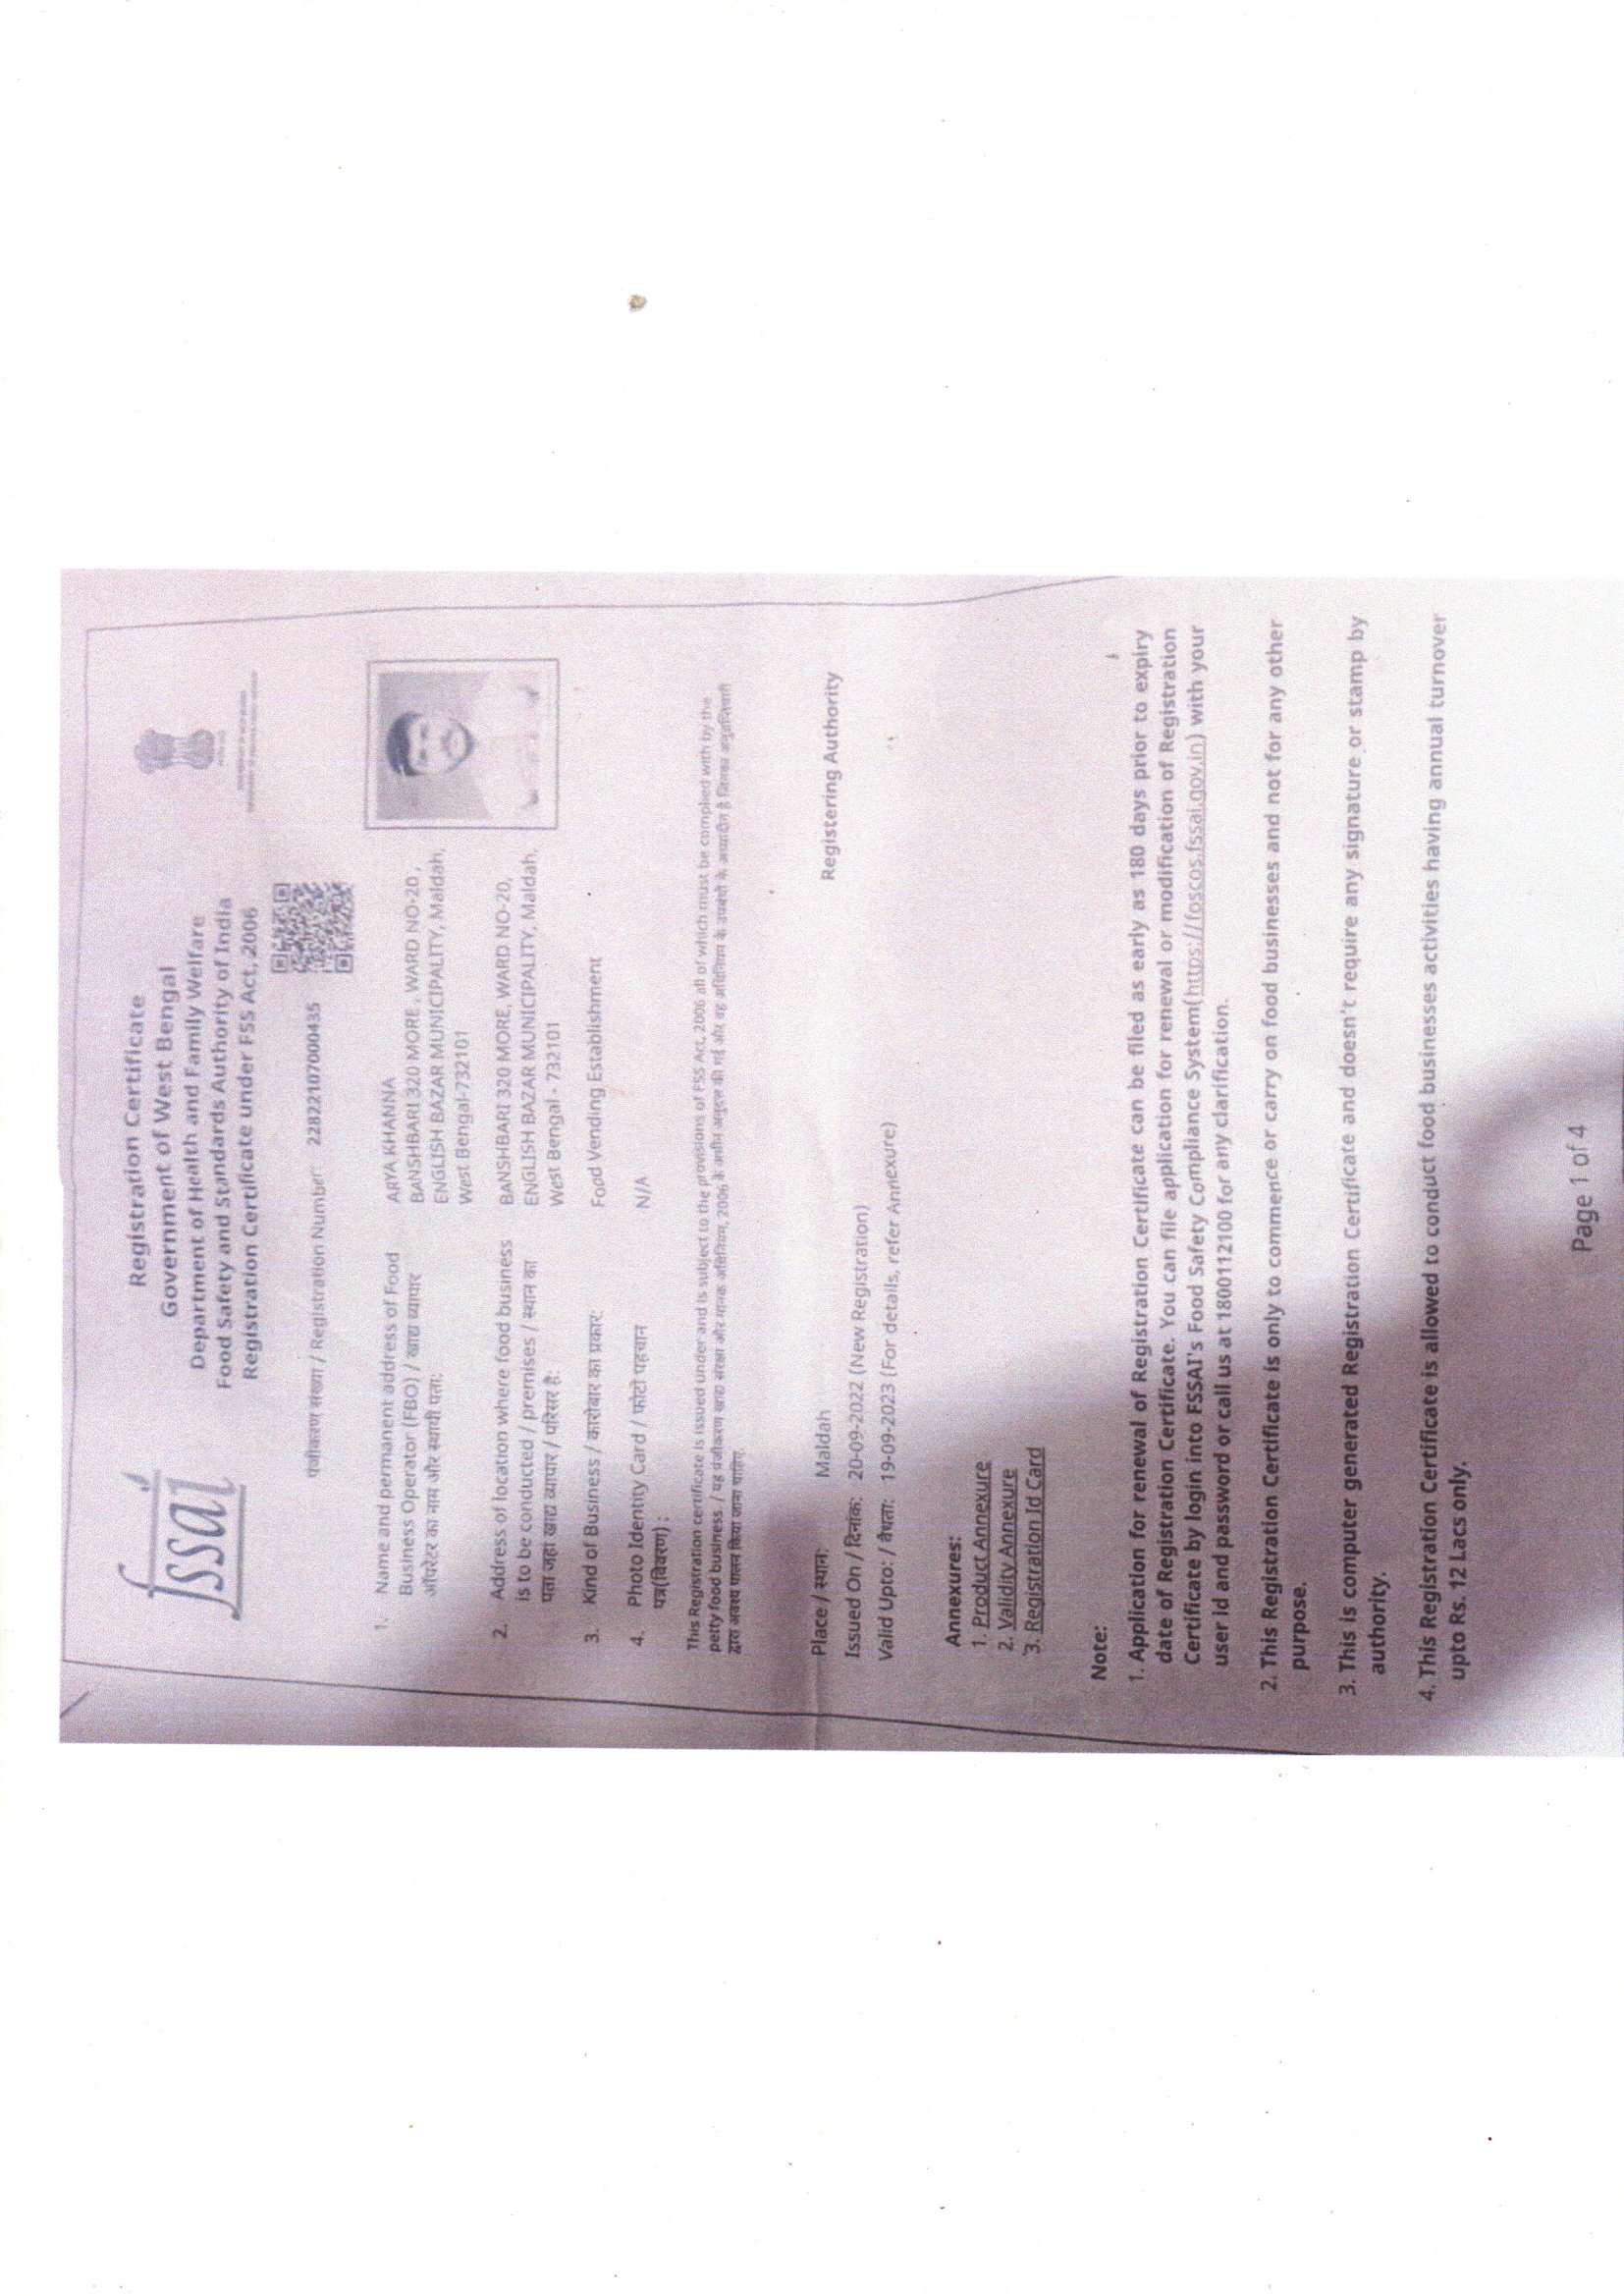 fssai
Registration Certificate
Government of West Bengal
Department of Health and Family Welfare
Food Safety and Standards Authority of India
Registration Certificate under FSS Act, 2006
पंजीकरण संख्या / Registration Number: 22822107000435
1. Name and permanent address of Food ARYA KHANNA
Business Operator (FBO) / खाद्य व्यापार BANSHBARI 320 MORE , WARD NO-20 ,
ऑपरेटर का नाम और स्थायी पता: ENGLISH BAZAR MUNICIPALITY, Maldah,
West Bengal-732101
2. Address of location where food business BANSHBARI 320 MORE, WARD NO-20,
is to be conducted / premises / स्थान का ENGLISH BAZAR MUNICIPALITY, Maldah,
पता जहां खाद्य व्यापार / परिसर है: West Bengal - 732101
3. Kind of Business / कारोबार का प्रकार: Food Vending Establishment
4. Photo Identity Card / फोटो पहचान N/A
पत्र(विवरण) :
This Registration certificate is issued under and is subject to the provisions of FSS Act, 2006 all of which must be complied with by the
petty food business. / यह पंजीकरण खाद्य संरक्षा और मानक अधिनियम, 2006 के अधीन अनुदत्त की गई और यह अधिनियम के उपबंधों के अध्यधीन है जिनका अनुज्ञप्तिधारी
द्वारा अवश्य पालन किया जाना चाहिए.
Place / स्थान: Maldah Registering Authority
Issued On / दिनांक: 20-09-2022 (New Registration)
Valid Upto: / वैधता: 19-09-2023 (For details, refer Annexure)
Annexures:
1. Product Annexure
2. Validity Annexure
3. Registration Id Card
Note:
1. Application for renewal of Registration Certificate can be filed as early as 180 days prior to expiry
date of Registration Certificate. You can file application for renewal or modification of Registration
Certificate by login into FSSAI's Food Safety Compliance System(https://foscos.fssai.gov.in) with your
user id and password or call us at 1800112100 for any clarification.
2. This Registration Certificate is only to commence or carry on food businesses and not for any other
purpose.
3. This is computer generated Registration Certificate and doesn't require any signature or stamp by
authority.
4. This Registration Certificate is allowed to conduct food businesses activities having annual turnover
upto Rs. 12 Lacs only.
Page 1 of 4